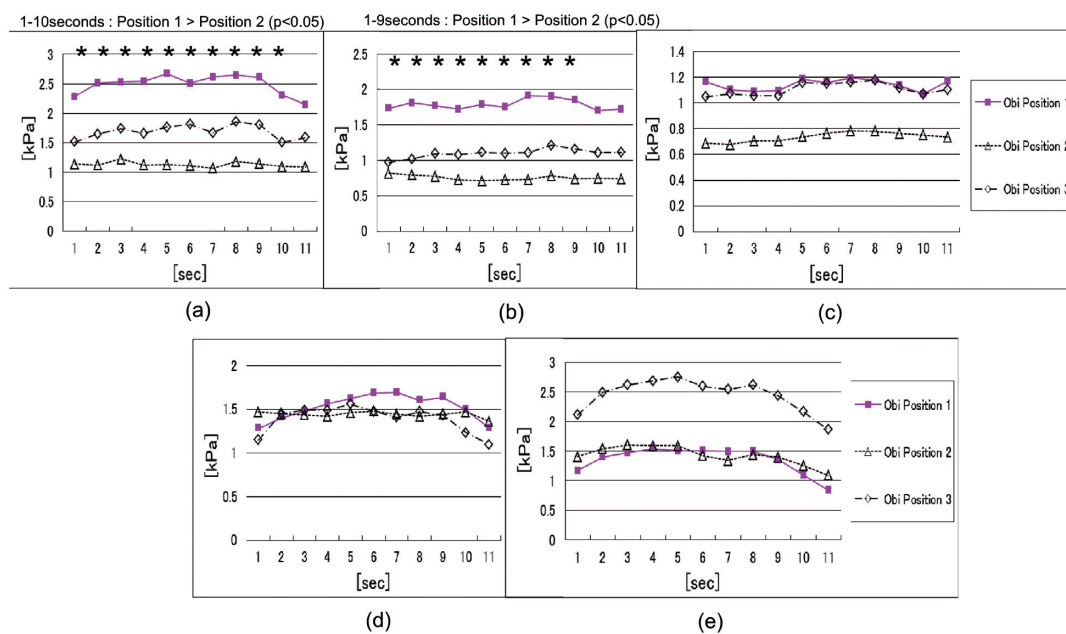 1-10seconds : Position 1 > Position 2 (p<0.05)
1-9seconds : Position 1 > Position 2 (p<0.05)
* * * * * * * * * *
3
2.5
2
1.5
1
0.5
0
[kPa]
1 2 3 4 5 6 7 8 9 10 11
[sec]
(a)
* * * * * * * * *
2.5
2
1.5
1
0.5
0
[kPa]
1 2 3 4 5 6 7 8 9 10 11
[sec]
(b)
1.4
1.2
1
0.8
0.6
0.4
0.2
0
[kPa]
1 2 3 4 5 6 7 8 9 10 11
[sec]
(c)
Obi Position 1
Obi Position 2
Obi Position 3
2
1.5
1
0.5
0
[kPa]
1 2 3 4 5 6 7 8 9 10 11
[sec]
(d)
3
2.5
2
1.5
1
0.5
0
[kPa]
1 2 3 4 5 6 7 8 9 10 11
[sec]
(e)
Obi Position 1
Obi Position 2
Obi Position 3